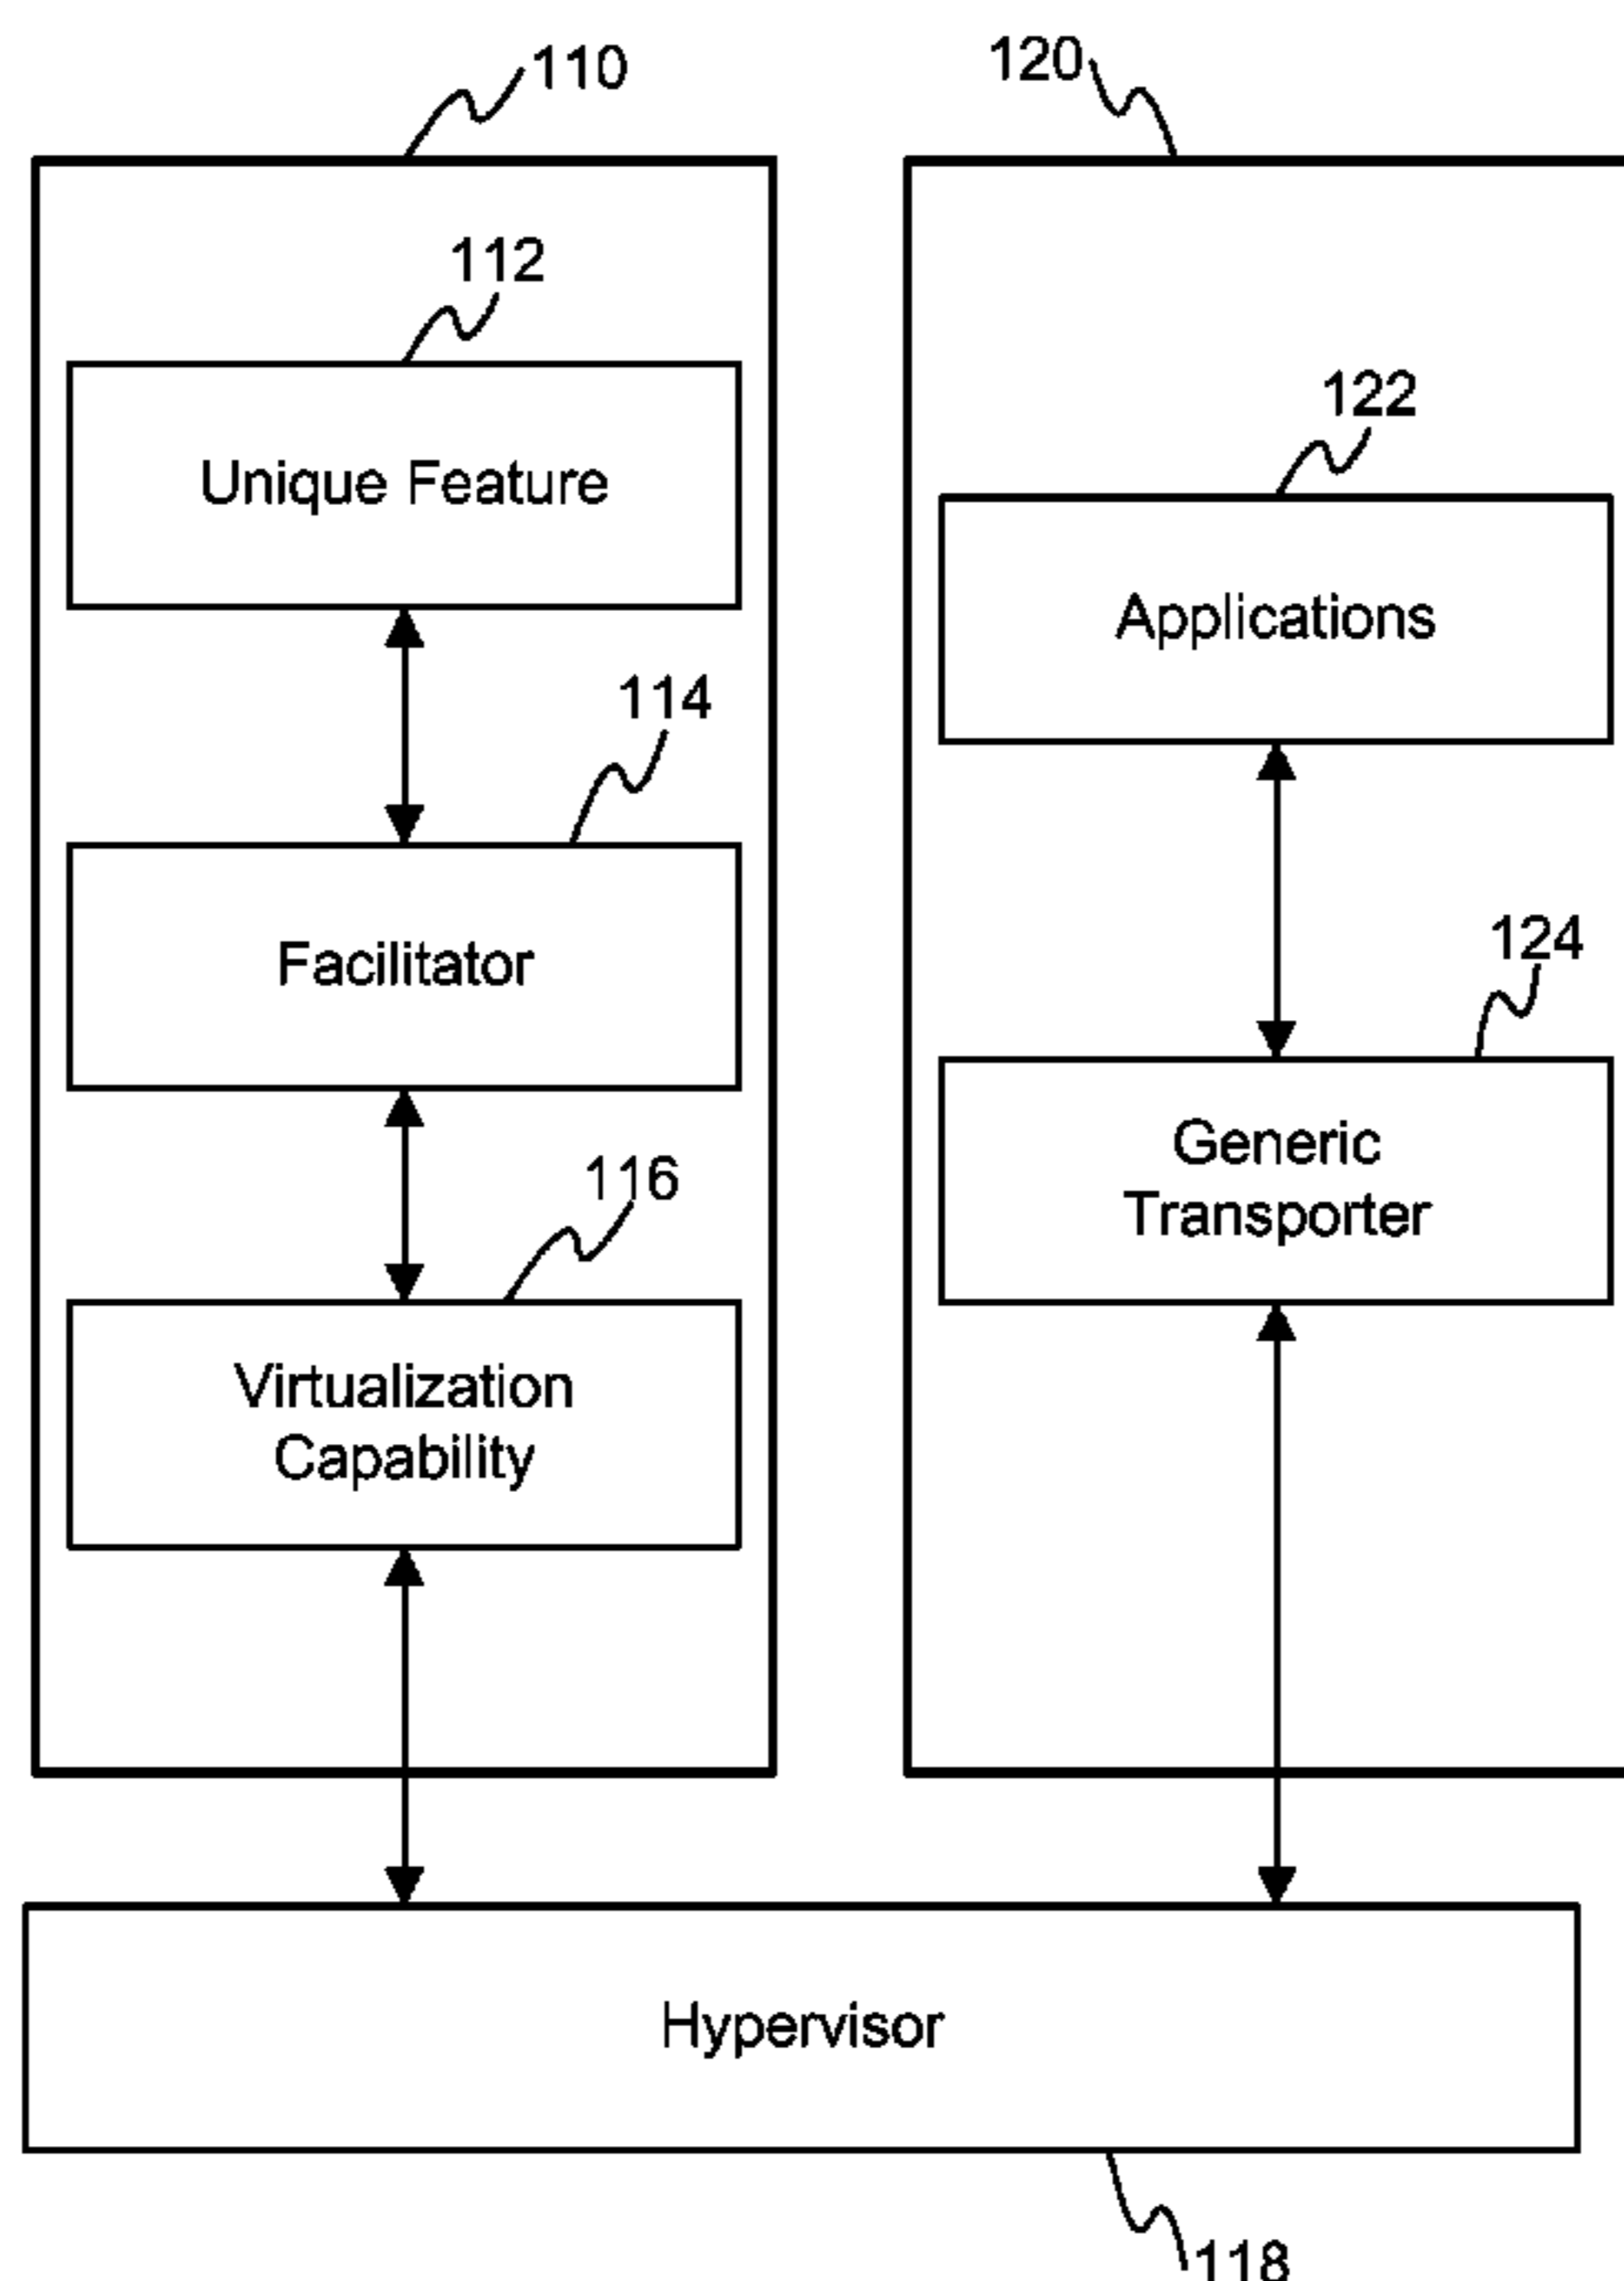 110
120
112
Unique Feature
122
Applications
114
Facilitator
124
Generic
Transporter
116
Virtualization
Capability
Hypervisor
118